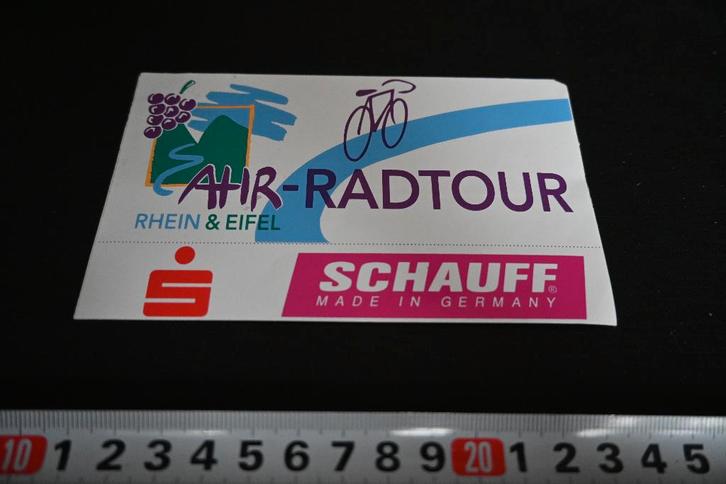 AHR-RADTOUR
RHEIN & EIFEL
SCHAUFF®
MADE IN GERMANY
10 1 2 3 4 5 6 7 8 9 20 1 2 3 4 5